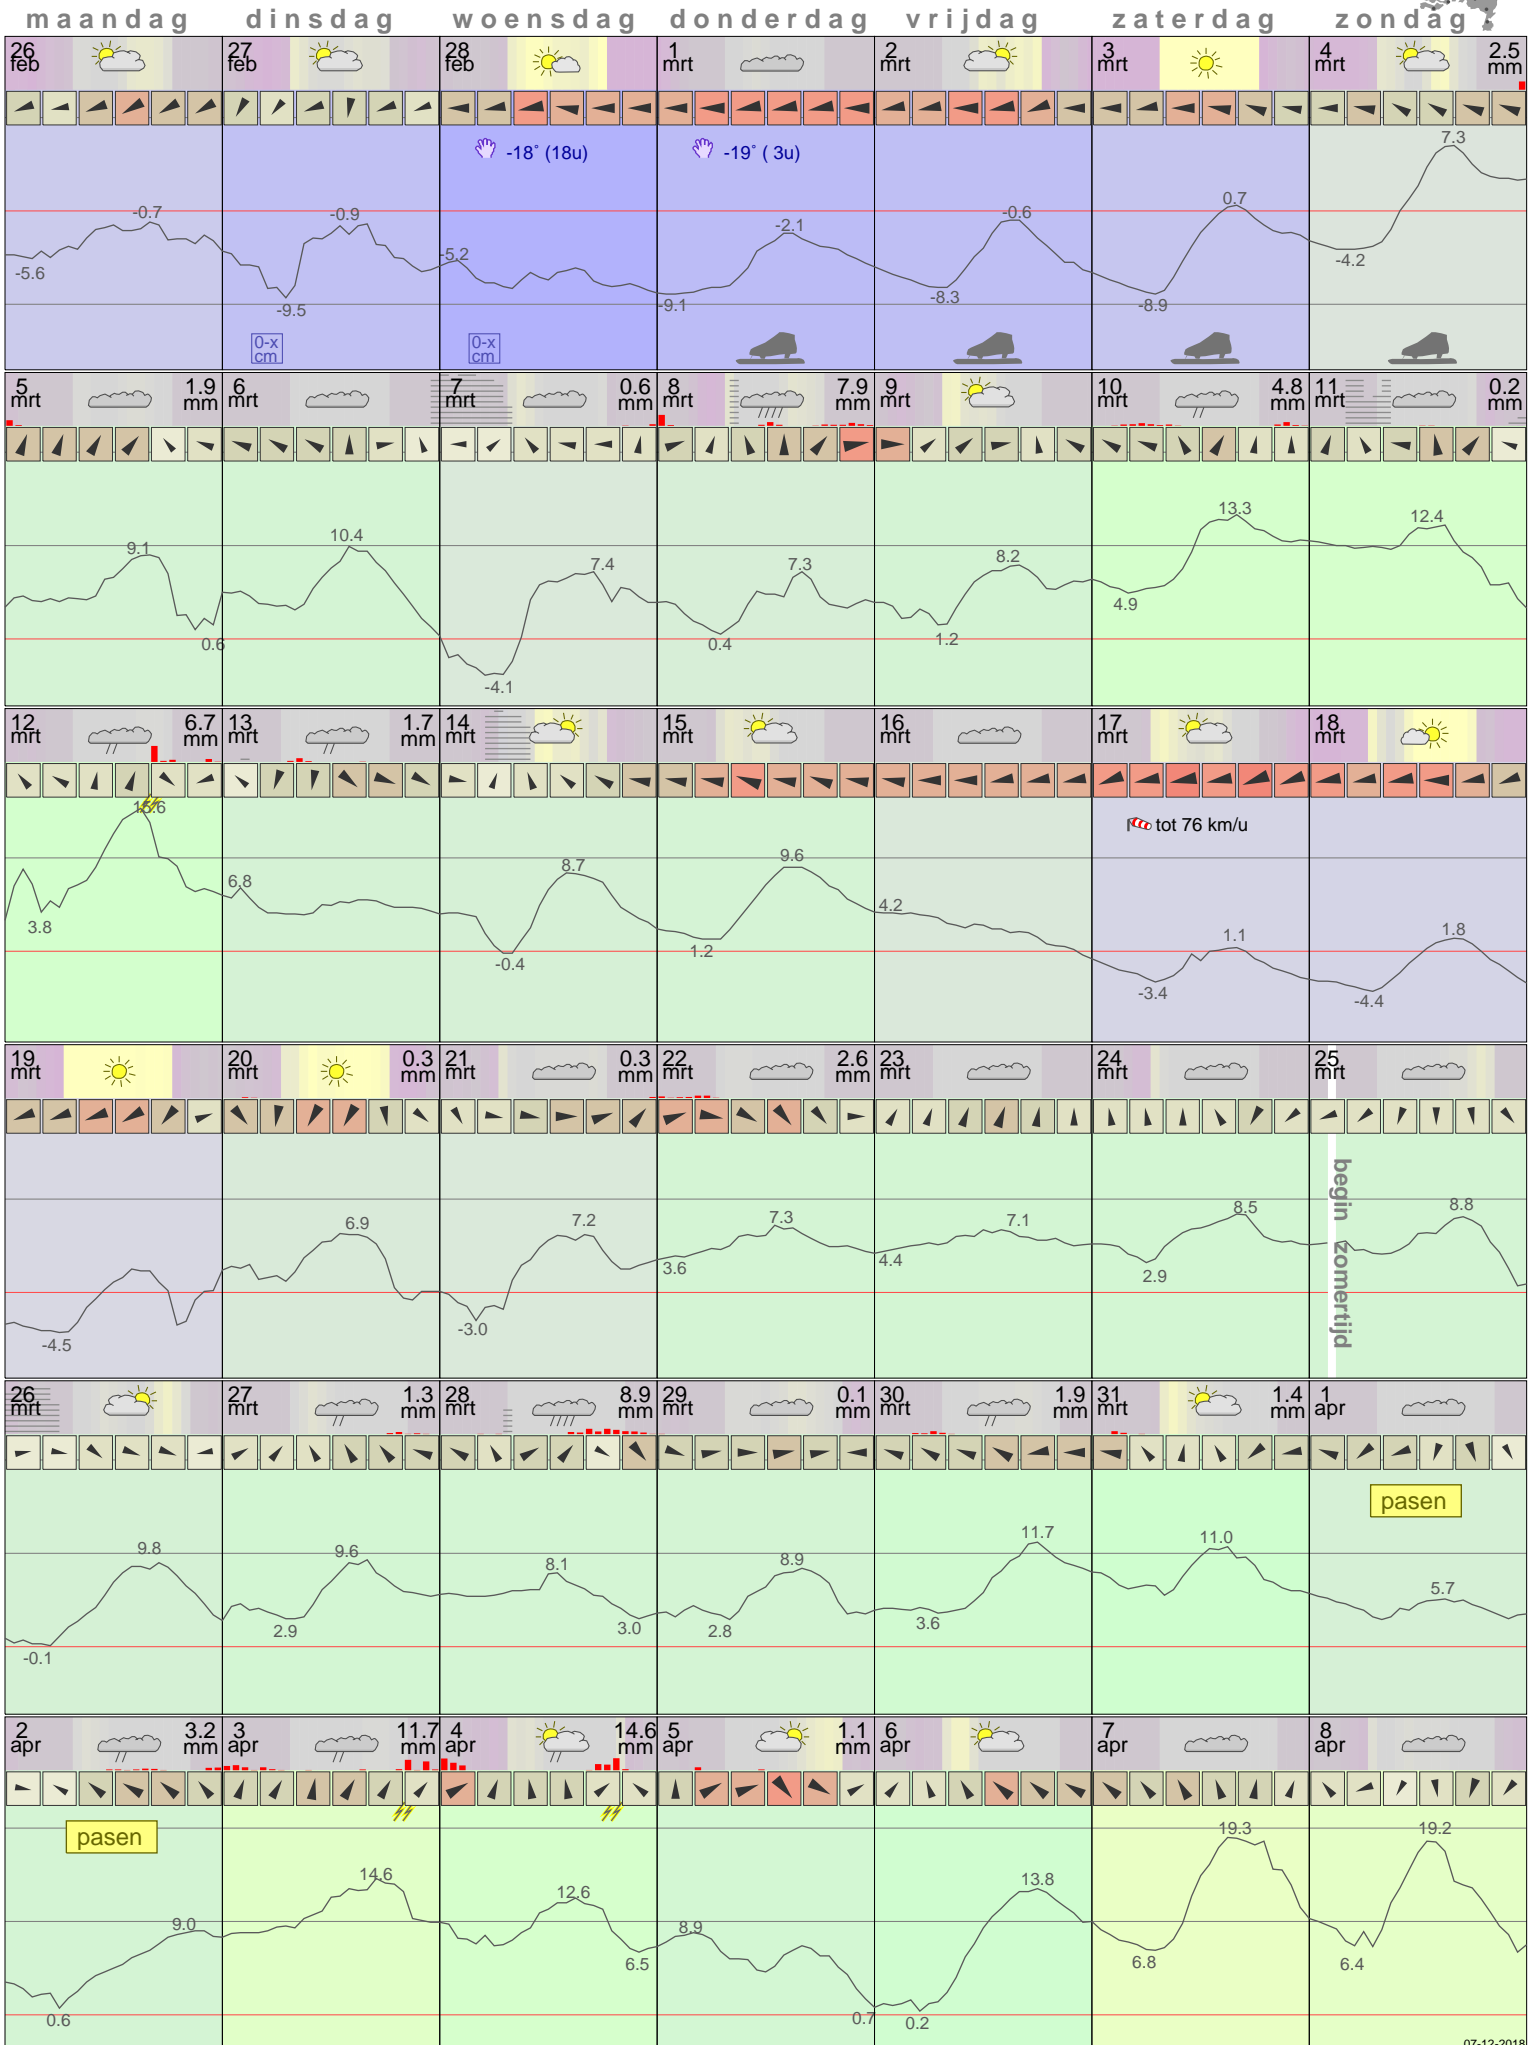 maandag dinsdag woensdag donderdag vrijdag zaterdag zondag
26 feb 27 feb 28 feb 1 mrt 2 mrt 3 mrt 4 mrt 2.5 mm
-18° (18u) -19° ( 3u)
7.3
-0.7 -0.9 -2.1 -0.6 0.7
-5.6 -9.5 -5.2 -9.1 -8.3 -8.9 -4.2
0-x cm 0-x cm
5 mrt 1.9 mm 6 mrt 7 mrt 0.6 mm 8 mrt 7.9 mm 9 mrt 10 mrt 4.8 mm 11 mrt 0.2 mm
9.1 10.4 7.4 7.3 8.2 13.3 12.4
0.6 -4.1 0.4 1.2 4.9
12 mrt 6.7 mm 13 mrt 1.7 mm 14 mrt 15 mrt 16 mrt 17 mrt 18 mrt
15.6
tot 76 km/u
6.8 8.7 9.6 4.2 1.1 1.8
3.8 -0.4 1.2 -3.4 -4.4
19 mrt 20 mrt 0.3 mm 21 mrt 0.3 mm 22 mrt 2.6 mm 23 mrt 24 mrt 25 mrt
begin zomertijd
6.9 7.2 7.3 7.1 8.5 8.8
-4.5 -3.0 3.6 4.4 2.9
26 mrt 27 mrt 1.3 mm 28 mrt 8.9 mm 29 mrt 0.1 mm 30 mrt 1.9 mm 31 mrt 1.4 mm 1 apr
pasen
9.8 9.6 8.1 8.9 11.7 11.0 5.7
-0.1 2.9 3.0 2.8 3.6
2 apr 3.2 mm 3 apr 11.7 mm 4 apr 14.6 mm 5 apr 1.1 mm 6 apr 7 apr 8 apr
pasen
9.0 14.6 12.6 8.9 13.8 19.3 19.2
0.6 6.5 0.7 0.2 6.8 6.4
07-12-2018